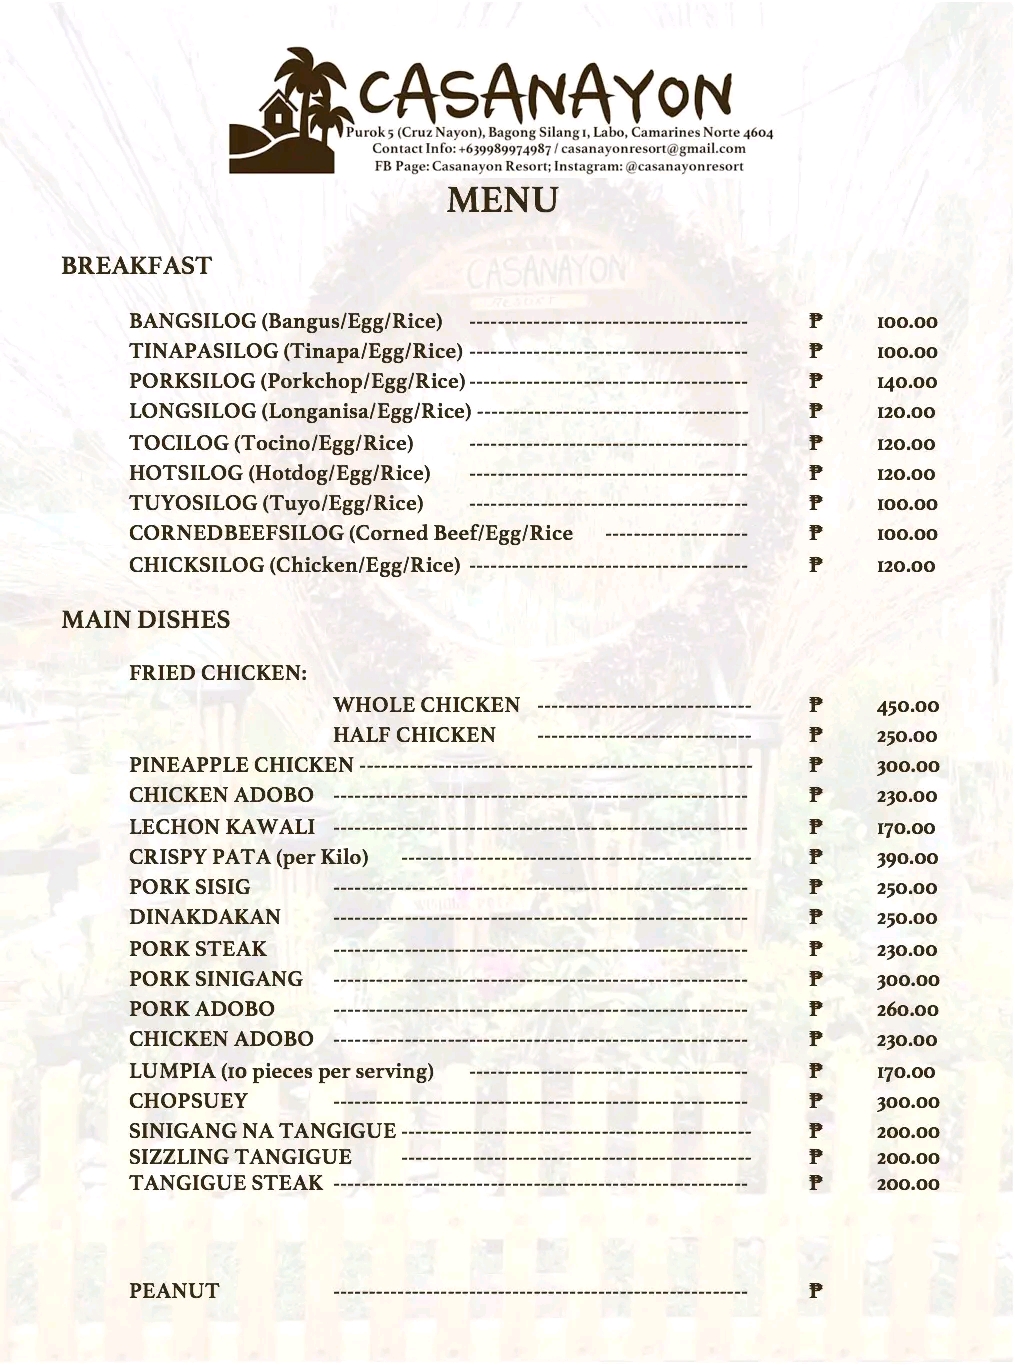 CASANAYON
Purok 5 (Cruz Nayon), Bagong Silang 1, Labo, Camarines Norte 4604
Contact Info: +639989974987 / casanayonresort@gmail.com
FB Page: Casanayon Resort; Instagram: @casanayonresort
MENU
CASANAYON
Resort
BREAKFAST
BANGSILOG (Bangus/Egg/Rice) --------------------------------------- ₱ 100.00
TINAPASILOG (Tinapa/Egg/Rice) --------------------------------------- ₱ 100.00
PORKSILOG (Porkchop/Egg/Rice) --------------------------------------- ₱ 140.00
LONGSILOG (Longanisa/Egg/Rice) -------------------------------------- ₱ 120.00
TOCILOG (Tocino/Egg/Rice) --------------------------------------- ₱ 120.00
HOTSILOG (Hotdog/Egg/Rice) --------------------------------------- ₱ 120.00
TUYOSILOG (Tuyo/Egg/Rice) --------------------------------------- ₱ 100.00
CORNEDBEEFSILOG (Corned Beef/Egg/Rice -------------------- ₱ 100.00
CHICKSILOG (Chicken/Egg/Rice) --------------------------------------- ₱ 120.00
MAIN DISHES
FRIED CHICKEN:
WHOLE CHICKEN ------------------------------ ₱ 450.00
HALF CHICKEN ------------------------------ ₱ 250.00
PINEAPPLE CHICKEN ------------------------------------------------------- ₱ 300.00
CHICKEN ADOBO ---------------------------------------------------------- ₱ 230.00
LECHON KAWALI ---------------------------------------------------------- ₱ 170.00
CRISPY PATA (per Kilo) ------------------------------------------------- ₱ 390.00
PORK SISIG ---------------------------------------------------------- ₱ 250.00
DINAKDAKAN ---------------------------------------------------------- ₱ 250.00
PORK STEAK ---------------------------------------------------------- ₱ 230.00
PORK SINIGANG ---------------------------------------------------------- ₱ 300.00
PORK ADOBO ---------------------------------------------------------- ₱ 260.00
CHICKEN ADOBO ---------------------------------------------------------- ₱ 230.00
LUMPIA (10 pieces per serving) --------------------------------------- ₱ 170.00
CHOPSUEY ---------------------------------------------------------- ₱ 300.00
SINIGANG NA TANGIGUE ------------------------------------------------- ₱ 200.00
SIZZLING TANGIGUE ------------------------------------------------- ₱ 200.00
TANGIGUE STEAK ---------------------------------------------------------- ₱ 200.00
PEANUT ---------------------------------------------------------- ₱